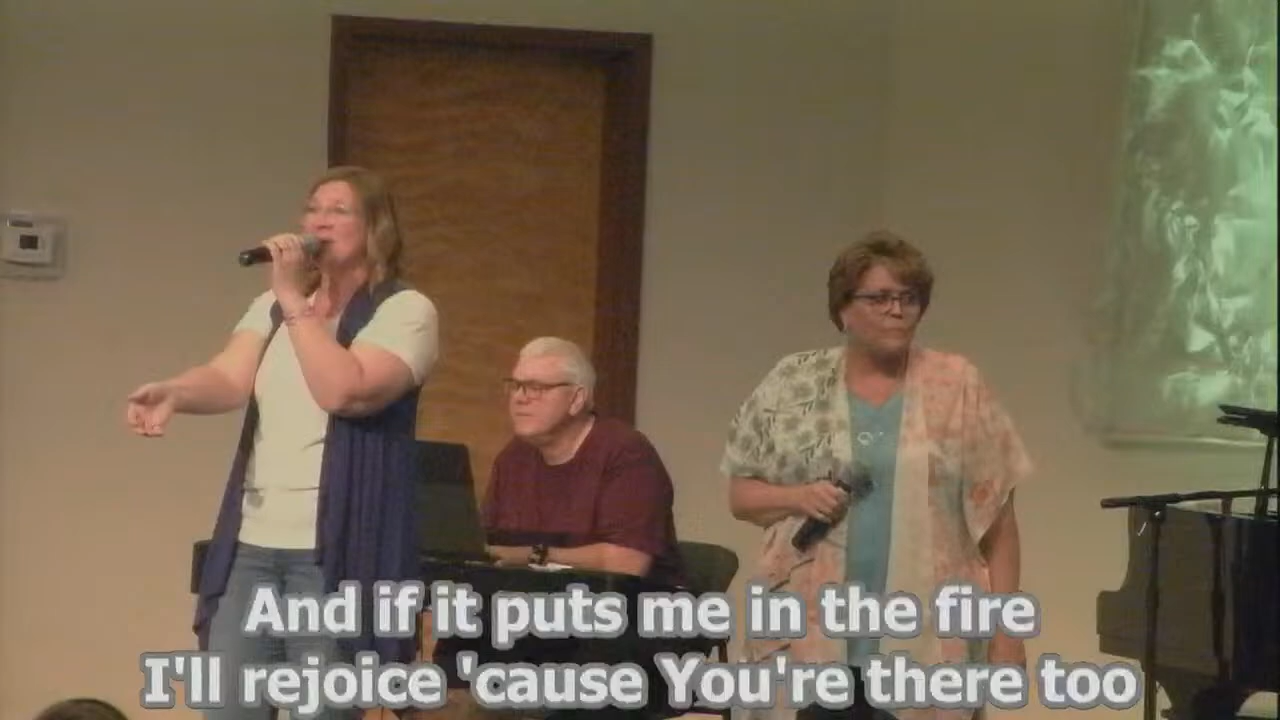 And if it puts me in the fire
I'll rejoice 'cause You're there too